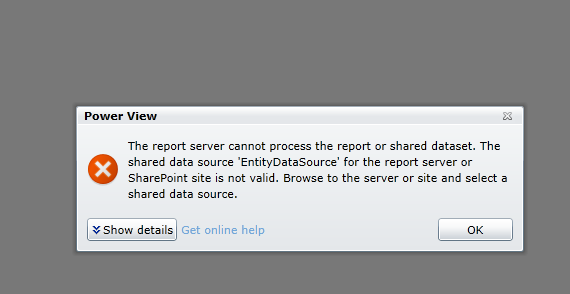 Power View
The report server cannot process the report or shared dataset. The
shared data source 'EntityDataSource' for the report server or
SharePoint site is not valid. Browse to the server or site and select a
shared data source.
Show details
Get online help
OK